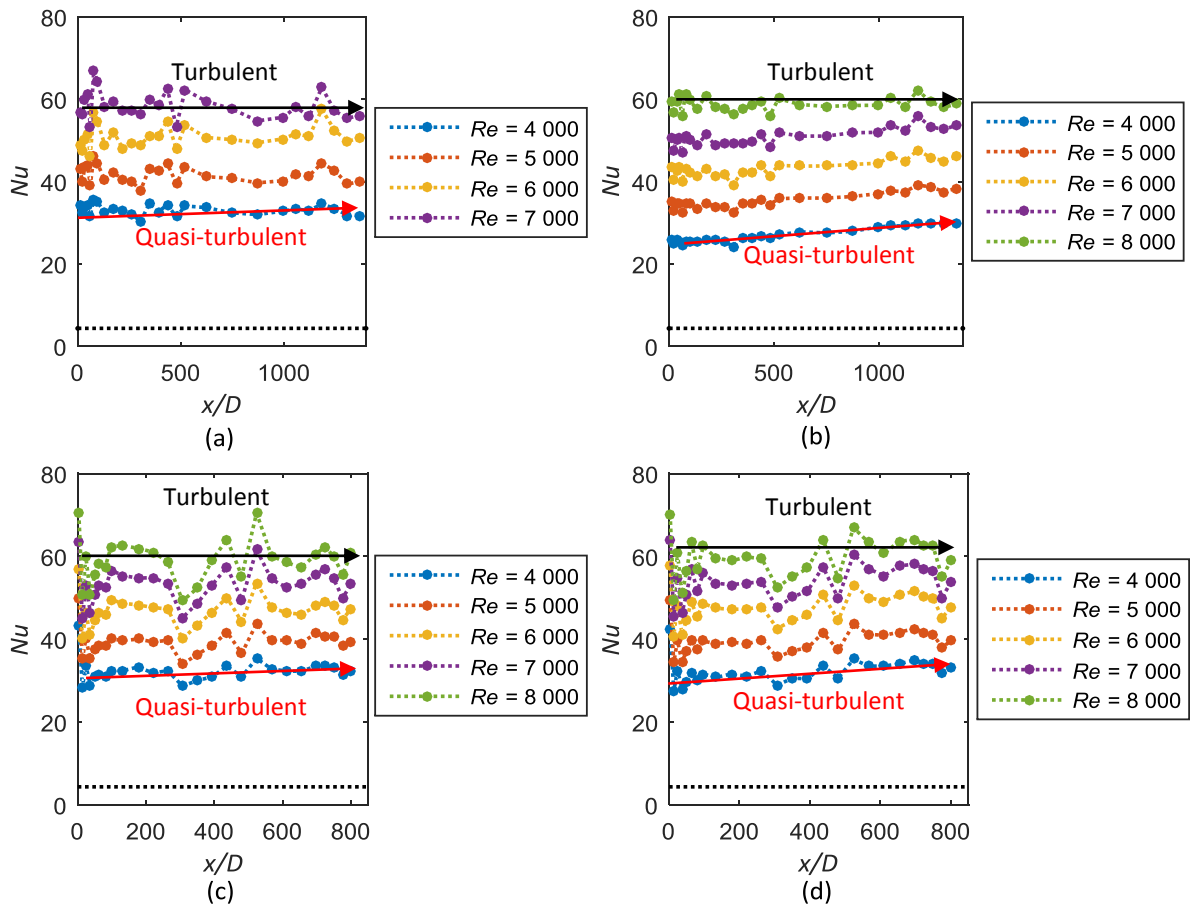 80
60
40
20
0
Nu
Turbulent
Quasi-turbulent
0
500
1000
x/D
(a)
Re = 4 000
Re = 5 000
Re = 6 000
Re = 7 000
80
60
40
20
0
Nu
Turbulent
Quasi-turbulent
0
500
1000
x/D
(b)
Re = 4 000
Re = 5 000
Re = 6 000
Re = 7 000
Re = 8 000
80
60
40
20
0
Nu
Turbulent
Quasi-turbulent
0
200
400
600
800
x/D
(c)
Re = 4 000
Re = 5 000
Re = 6 000
Re = 7 000
Re = 8 000
80
60
40
20
0
Nu
Turbulent
Quasi-turbulent
0
200
400
600
800
x/D
(d)
Re = 4 000
Re = 5 000
Re = 6 000
Re = 7 000
Re = 8 000